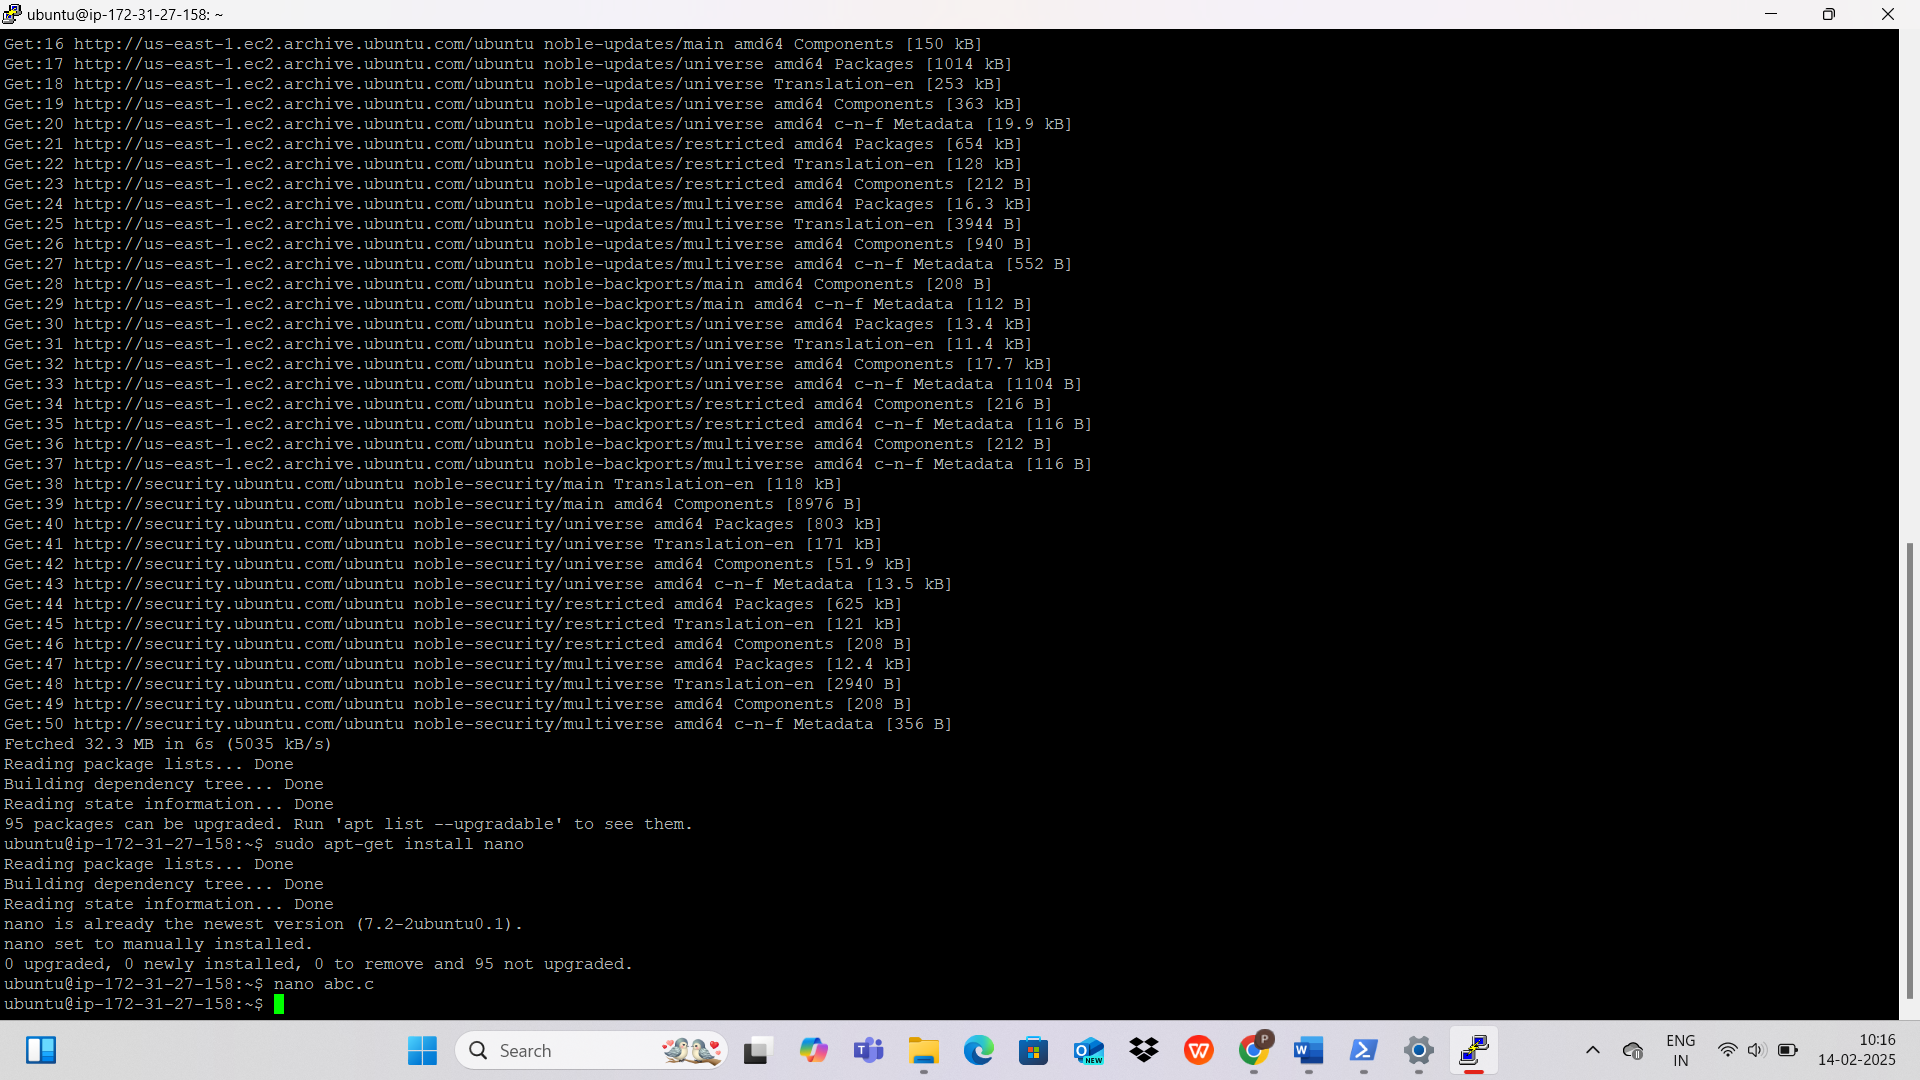 ubuntu@ip-172-31-27-158: ~
Get:16 http://us-east-1.ec2.archive.ubuntu.com/ubuntu noble-updates/main amd64 Components [150 kB]
Get:17 http://us-east-1.ec2.archive.ubuntu.com/ubuntu noble-updates/universe amd64 Packages [1014 kB]
Get:18 http://us-east-1.ec2.archive.ubuntu.com/ubuntu noble-updates/universe Translation-en [253 kB]
Get:19 http://us-east-1.ec2.archive.ubuntu.com/ubuntu noble-updates/universe amd64 Components [363 kB]
Get:20 http://us-east-1.ec2.archive.ubuntu.com/ubuntu noble-updates/universe amd64 c-n-f Metadata [19.9 kB]
Get:21 http://us-east-1.ec2.archive.ubuntu.com/ubuntu noble-updates/restricted amd64 Packages [654 kB]
Get:22 http://us-east-1.ec2.archive.ubuntu.com/ubuntu noble-updates/restricted Translation-en [128 kB]
Get:23 http://us-east-1.ec2.archive.ubuntu.com/ubuntu noble-updates/restricted amd64 Components [212 B]
Get:24 http://us-east-1.ec2.archive.ubuntu.com/ubuntu noble-updates/multiverse amd64 Packages [16.3 kB]
Get:25 http://us-east-1.ec2.archive.ubuntu.com/ubuntu noble-updates/multiverse Translation-en [3944 B]
Get:26 http://us-east-1.ec2.archive.ubuntu.com/ubuntu noble-updates/multiverse amd64 Components [940 B]
Get:27 http://us-east-1.ec2.archive.ubuntu.com/ubuntu noble-updates/multiverse amd64 c-n-f Metadata [552 B]
Get:28 http://us-east-1.ec2.archive.ubuntu.com/ubuntu noble-backports/main amd64 Components [208 B]
Get:29 http://us-east-1.ec2.archive.ubuntu.com/ubuntu noble-backports/main amd64 c-n-f Metadata [112 B]
Get:30 http://us-east-1.ec2.archive.ubuntu.com/ubuntu noble-backports/universe amd64 Packages [13.4 kB]
Get:31 http://us-east-1.ec2.archive.ubuntu.com/ubuntu noble-backports/universe Translation-en [11.4 kB]
Get:32 http://us-east-1.ec2.archive.ubuntu.com/ubuntu noble-backports/universe amd64 Components [17.7 kB]
Get:33 http://us-east-1.ec2.archive.ubuntu.com/ubuntu noble-backports/universe amd64 c-n-f Metadata [1104 B]
Get:34 http://us-east-1.ec2.archive.ubuntu.com/ubuntu noble-backports/restricted amd64 Components [216 B]
Get:35 http://us-east-1.ec2.archive.ubuntu.com/ubuntu noble-backports/restricted amd64 c-n-f Metadata [116 B]
Get:36 http://us-east-1.ec2.archive.ubuntu.com/ubuntu noble-backports/multiverse amd64 Components [212 B]
Get:37 http://us-east-1.ec2.archive.ubuntu.com/ubuntu noble-backports/multiverse amd64 c-n-f Metadata [116 B]
Get:38 http://security.ubuntu.com/ubuntu noble-security/main Translation-en [118 kB]
Get:39 http://security.ubuntu.com/ubuntu noble-security/main amd64 Components [8976 B]
Get:40 http://security.ubuntu.com/ubuntu noble-security/universe amd64 Packages [803 kB]
Get:41 http://security.ubuntu.com/ubuntu noble-security/universe Translation-en [171 kB]
Get:42 http://security.ubuntu.com/ubuntu noble-security/universe amd64 Components [51.9 kB]
Get:43 http://security.ubuntu.com/ubuntu noble-security/universe amd64 c-n-f Metadata [13.5 kB]
Get:44 http://security.ubuntu.com/ubuntu noble-security/restricted amd64 Packages [625 kB]
Get:45 http://security.ubuntu.com/ubuntu noble-security/restricted Translation-en [121 kB]
Get:46 http://security.ubuntu.com/ubuntu noble-security/restricted amd64 Components [208 B]
Get:47 http://security.ubuntu.com/ubuntu noble-security/multiverse amd64 Packages [12.4 kB]
Get:48 http://security.ubuntu.com/ubuntu noble-security/multiverse Translation-en [2940 B]
Get:49 http://security.ubuntu.com/ubuntu noble-security/multiverse amd64 Components [208 B]
Get:50 http://security.ubuntu.com/ubuntu noble-security/multiverse amd64 c-n-f Metadata [356 B]
Fetched 32.3 MB in 6s (5035 kB/s)
Reading package lists... Done
Building dependency tree... Done
Reading state information... Done
95 packages can be upgraded. Run 'apt list --upgradable' to see them.
ubuntu@ip-172-31-27-158:~$ sudo apt-get install nano
Reading package lists... Done
Building dependency tree... Done
Reading state information... Done
nano is already the newest version (7.2-2ubuntu0.1).
nano set to manually installed.
0 upgraded, 0 newly installed, 0 to remove and 95 not upgraded.
ubuntu@ip-172-31-27-158:~$ nano abc.c
ubuntu@ip-172-31-27-158:~$
Search
NEW
P
ENG
IN
10:16
14-02-2025